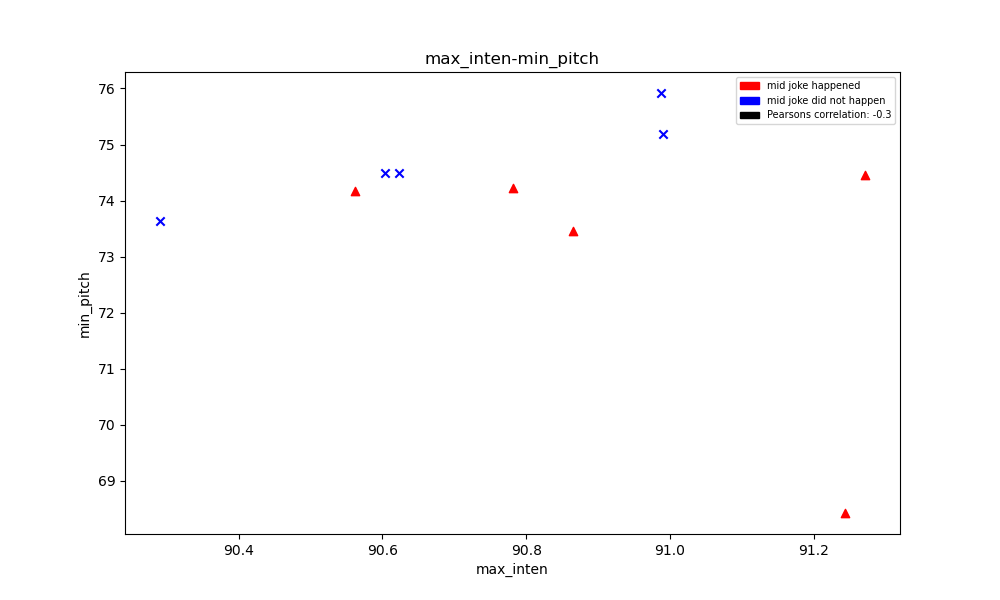 max_inten-min_pitch
mid joke happened
mid joke did not happen
Pearsons correlation: -0.3
76
75
74
73
72
71
70
69
min_pitch
90.4 90.6 90.8 91.0 91.2
max_inten